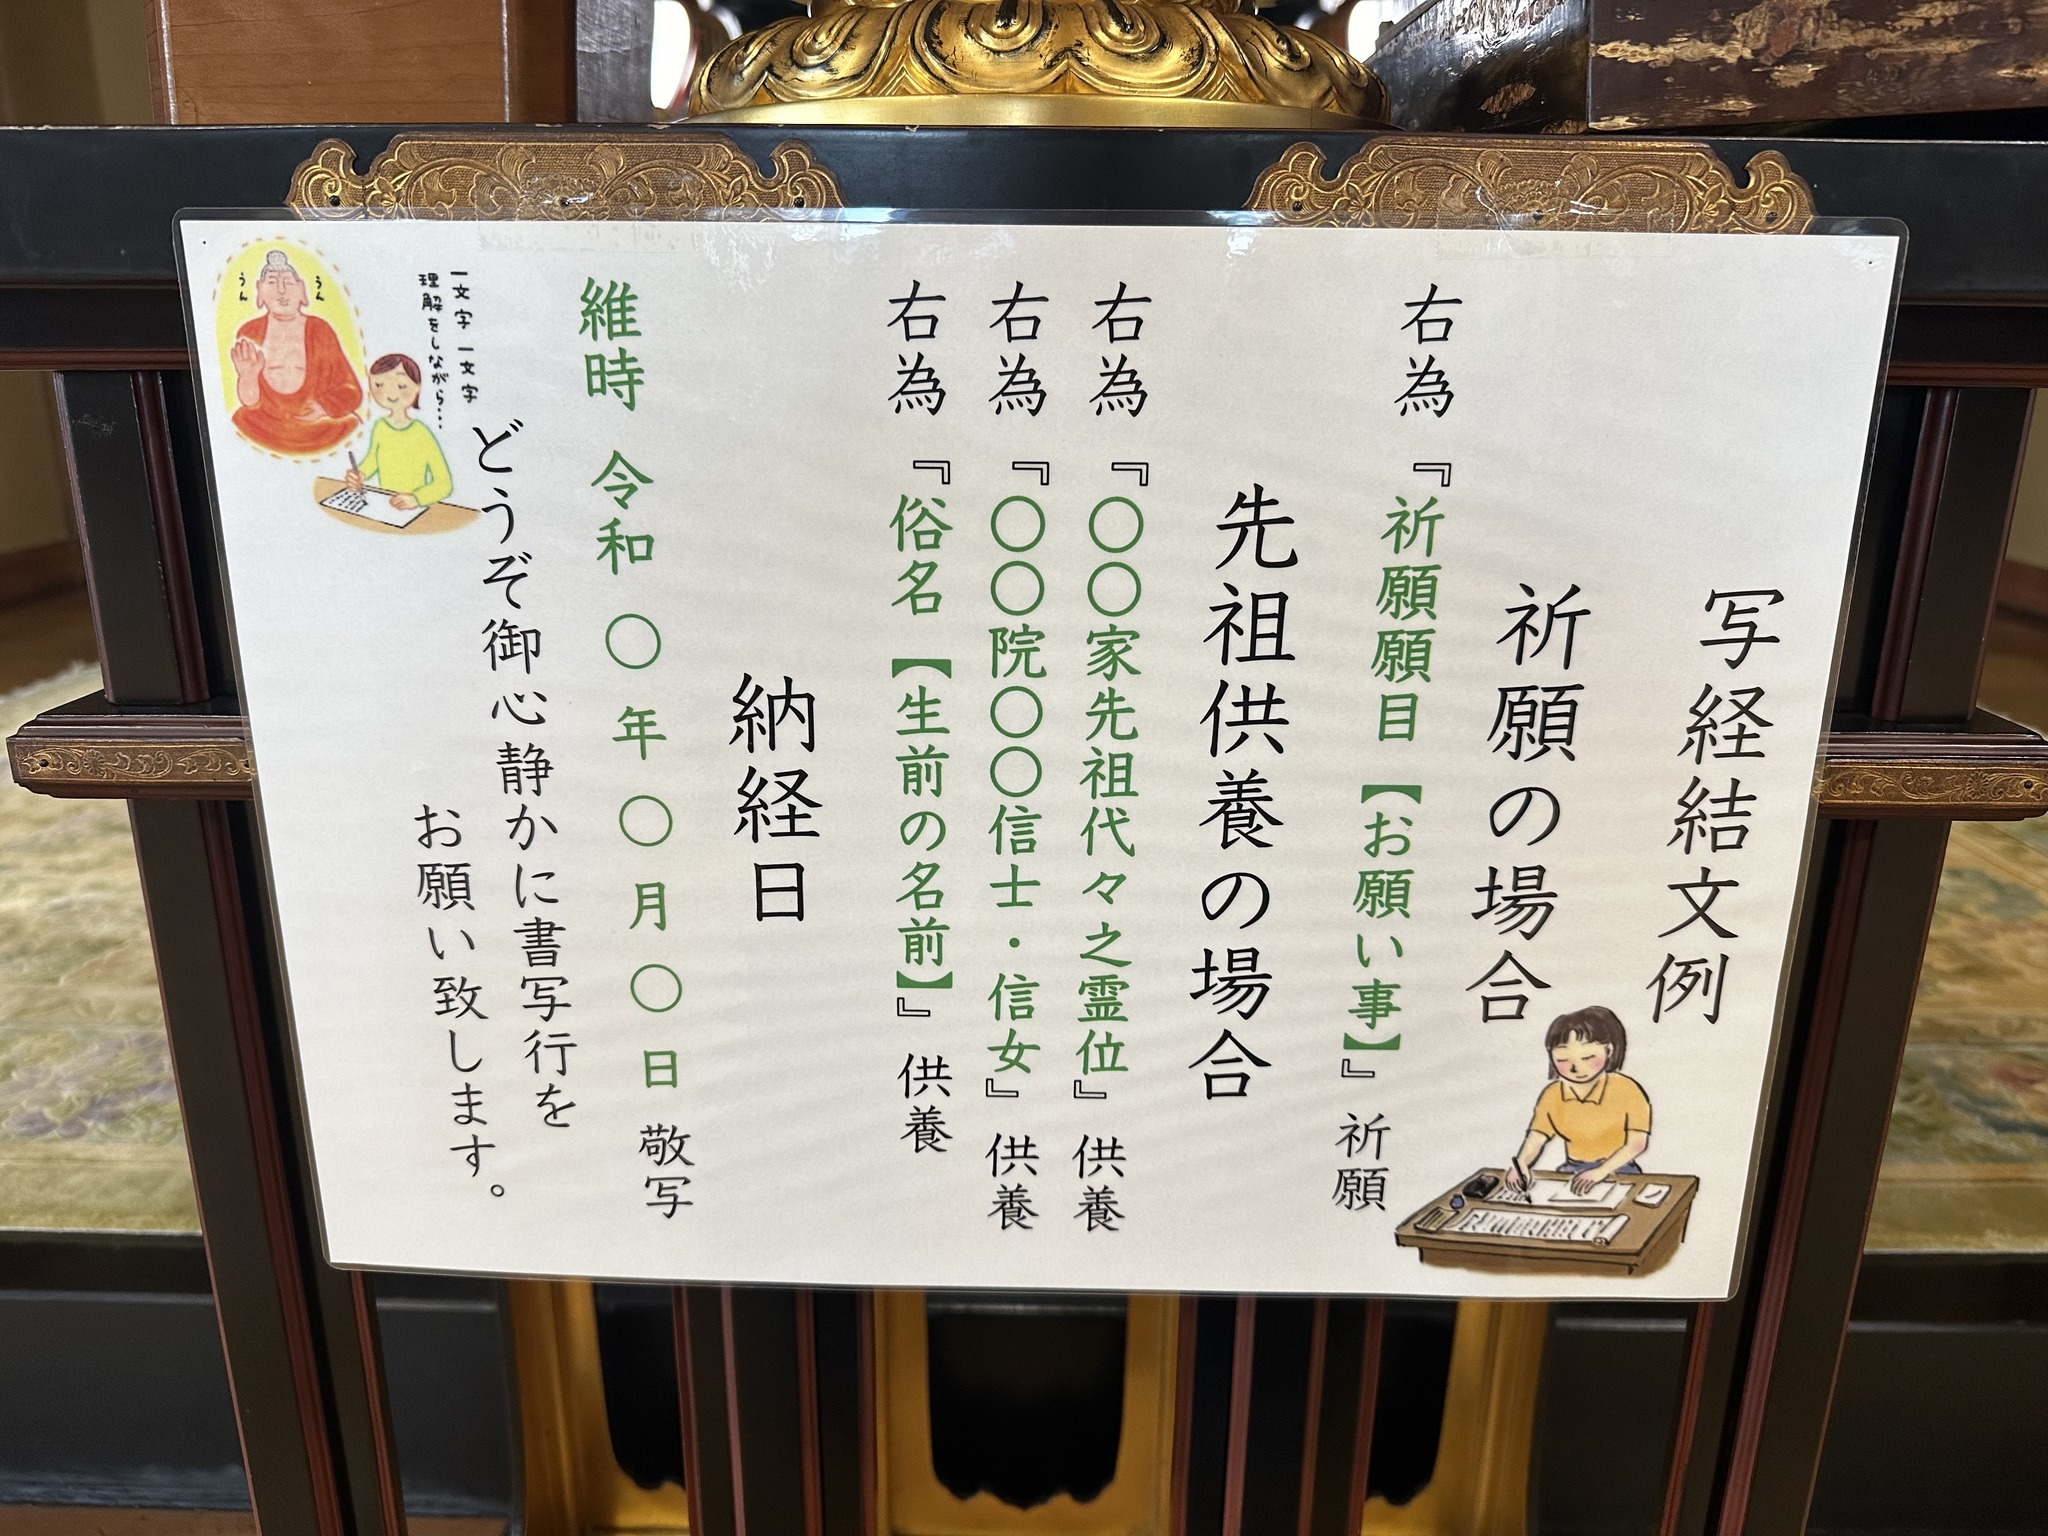 写経結文例
祈願の場合
右為『祈願願目【お願い事】』祈願
先祖供養の場合
右為『〇〇家先祖代々之霊位』供養
右為『〇〇院〇〇信士・信女』供養
右為『俗名【生前の名前】』供養
納経日
維時 令和 〇 年 〇 月 〇 日 敬写
どうぞ御心静かに書写行を
お願い致します。
一文字一文字
理解をしながら…
うん
うん